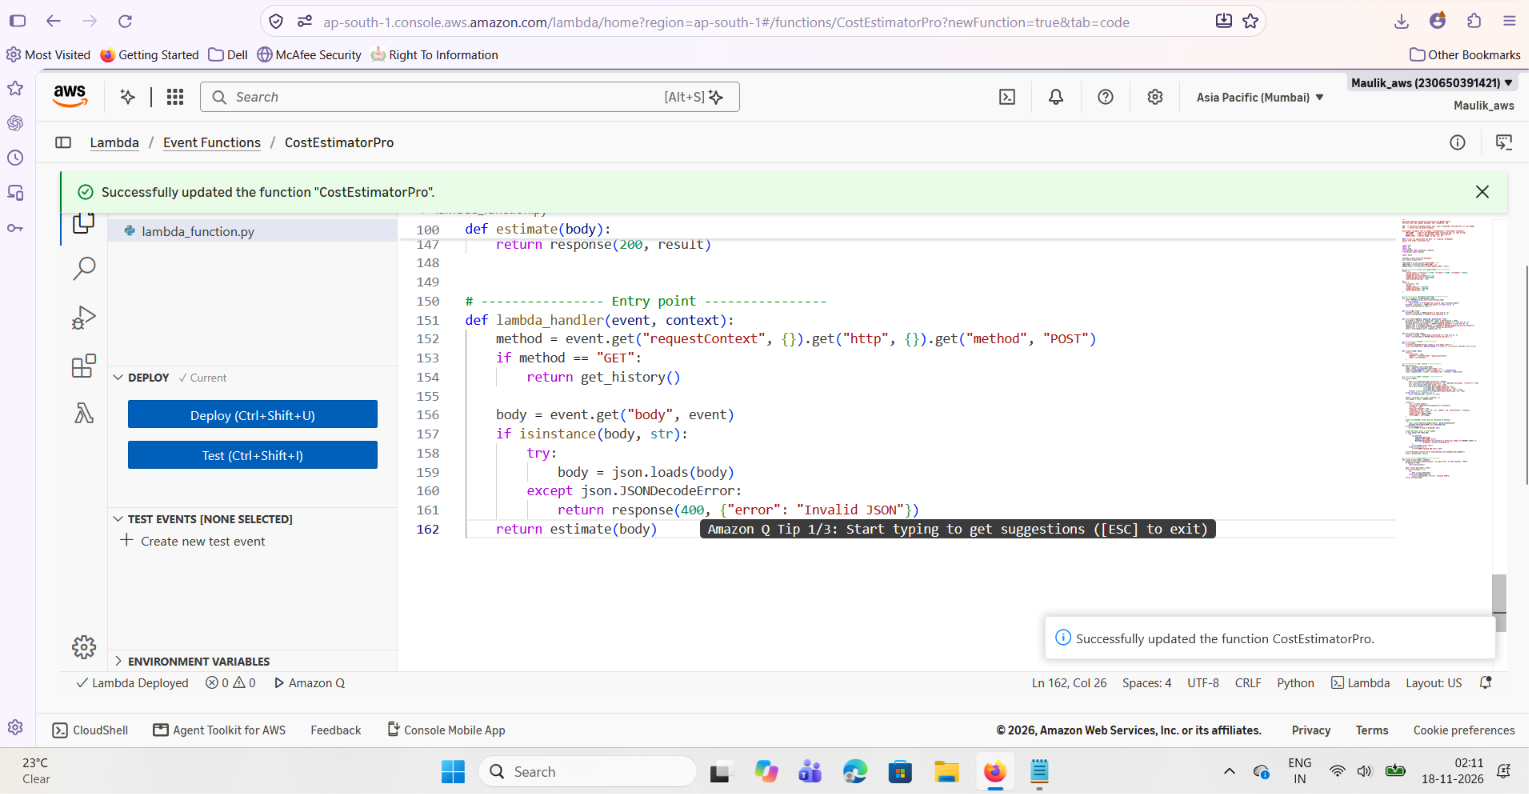 ap-south-1.console.aws.amazon.com/lambda/home?region=ap-south-1#/functions/CostEstimatorPro?newFunction=true&tab=code
Most Visited
Getting Started
Dell
McAfee Security
Right To Information
Other Bookmarks
aws
Search
[Alt+S]
Asia Pacific (Mumbai) ▼
Maulik_aws (230650391421) ▼
Maulik_aws
Lambda / Event Functions / CostEstimatorPro
Successfully updated the function "CostEstimatorPro".
lambda_function.py
100 def estimate(body):
147 return response(200, result)
148
149
150 # ---------------- Entry point ----------------
151 def lambda_handler(event, context):
152 method = event.get("requestContext", {}).get("http", {}).get("method", "POST")
153 if method == "GET":
154 return get_history()
155
156 body = event.get("body", event)
157 if isinstance(body, str):
158 try:
159 body = json.loads(body)
160 except json.JSONDecodeError:
161 return response(400, {"error": "Invalid JSON"})
162 return estimate(body) Amazon Q Tip 1/3: Start typing to get suggestions ([ESC] to exit)
DEPLOY ✓ Current
Deploy (Ctrl+Shift+U)
Test (Ctrl+Shift+I)
TEST EVENTS [NONE SELECTED]
+ Create new test event
ENVIRONMENT VARIABLES
Successfully updated the function CostEstimatorPro.
Lambda Deployed
0
0
Amazon Q
Ln 162, Col 26
Spaces: 4
UTF-8
CRLF
Python
Lambda
Layout: US
CloudShell
Agent Toolkit for AWS
Feedback
Console Mobile App
© 2026, Amazon Web Services, Inc. or its affiliates.
Privacy
Terms
Cookie preferences
23°C
Clear
Search
ENG
IN
02:11
18-11-2026